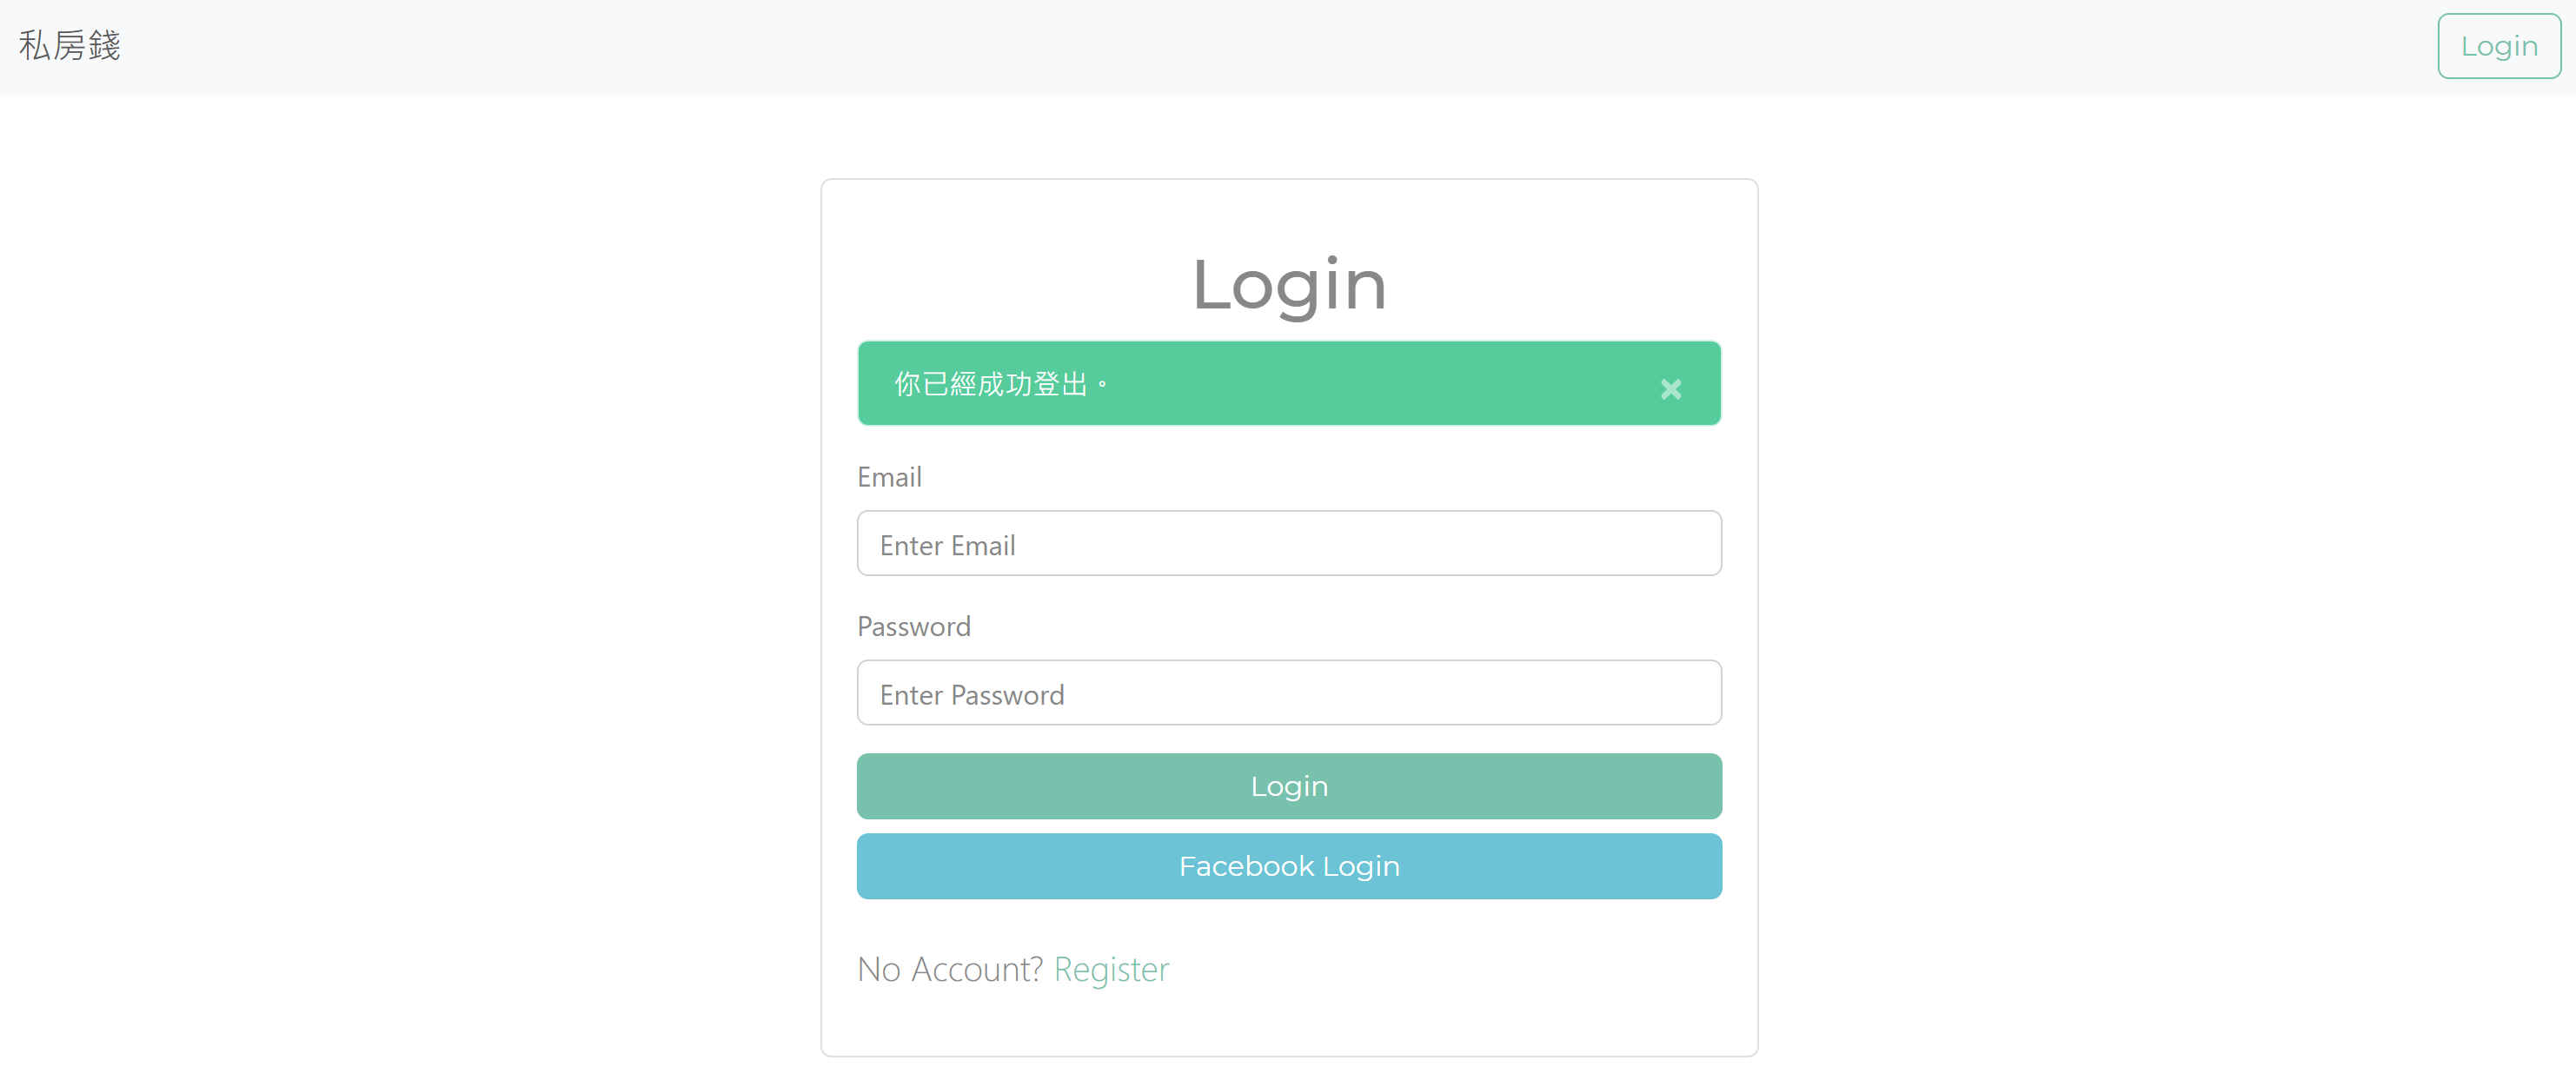 私房錢
Login
Login
你已經成功登出。
×
Email
Enter Email
Password
Enter Password
Login
Facebook Login
No Account? Register